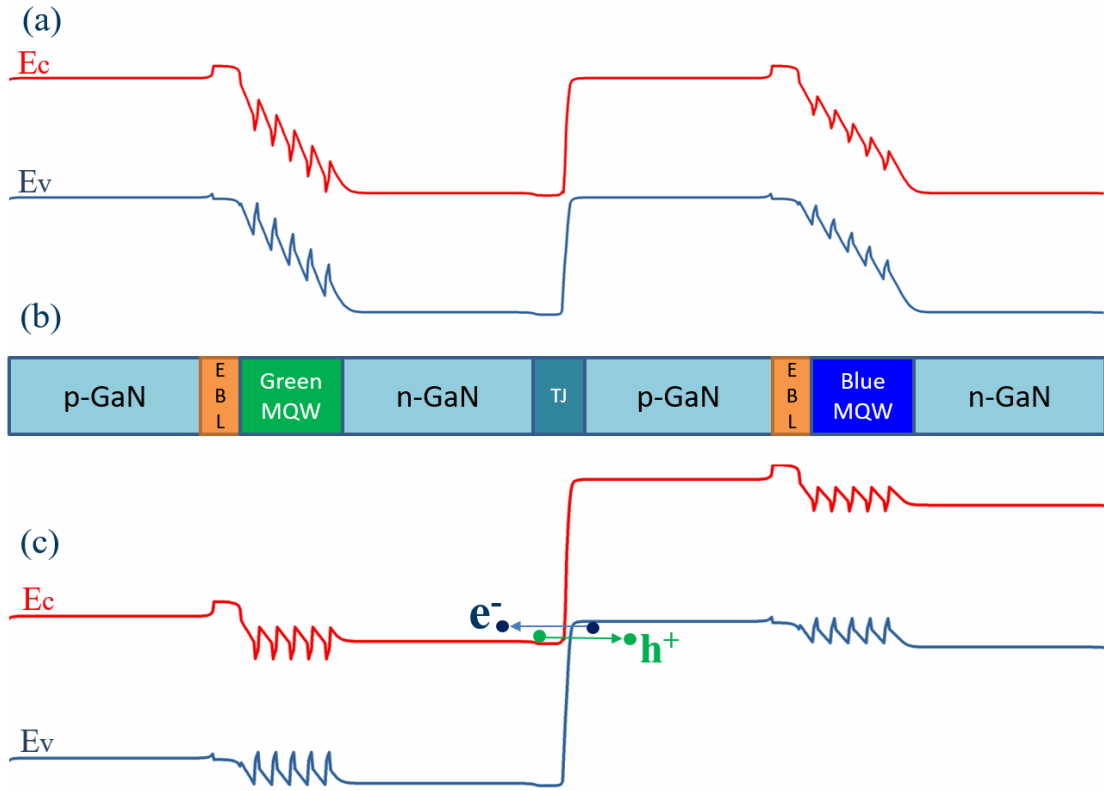 (a)
Ec
Ev
(b)
p-GaN
E
B
L
Green
MQW
n-GaN
TJ
p-GaN
E
B
L
Blue
MQW
n-GaN
(c)
Ec
e⁻
h⁺
Ev